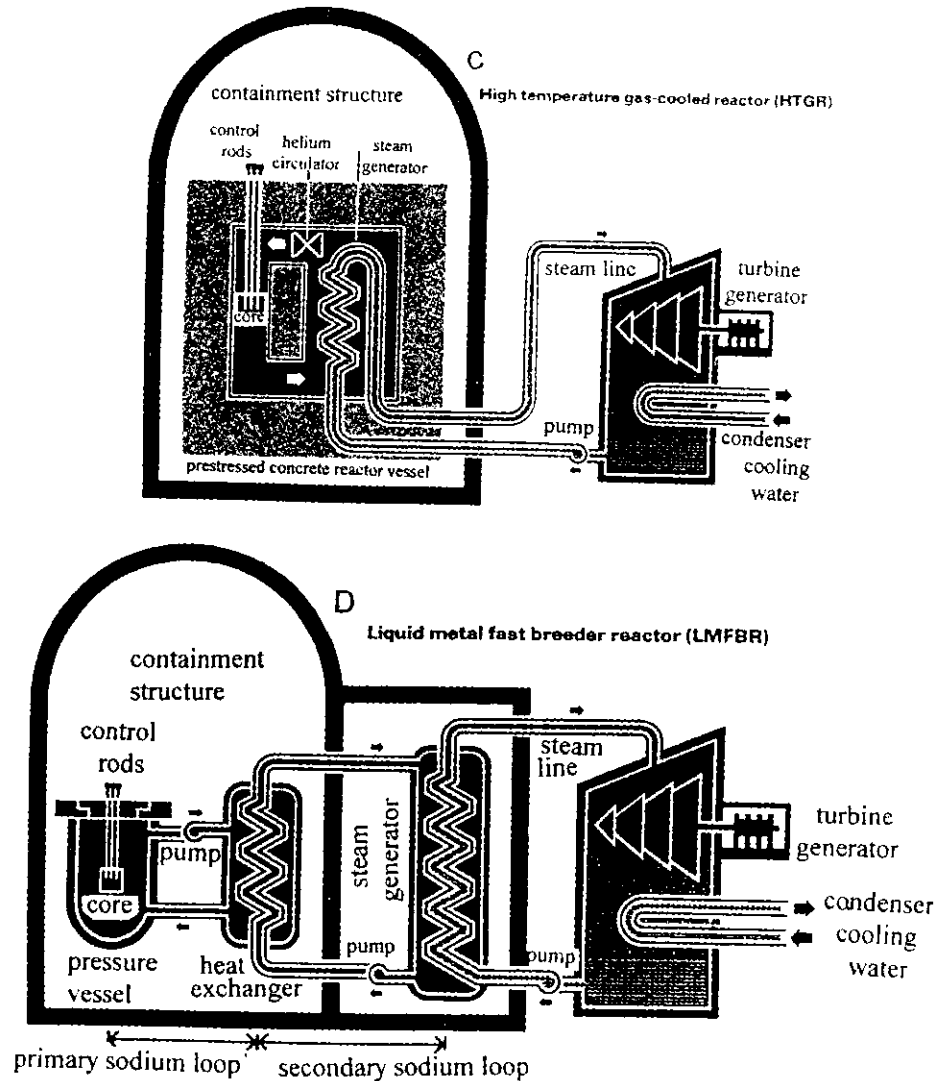 C
High temperature gas-cooled reactor (HTGR)
containment structure
control
rods
helium
circulator
steam
generator
core
steam line
turbine
generator
pump
condenser
cooling
water
prestressed concrete reactor vessel
D
Liquid metal fast breeder reactor (LMFBR)
containment
structure
control
rods
pump
core
pressure
vessel
heat
exchanger
steam
generator
pump
steam
line
pump
turbine
generator
condenser
cooling
water
primary sodium loop
secondary sodium loop